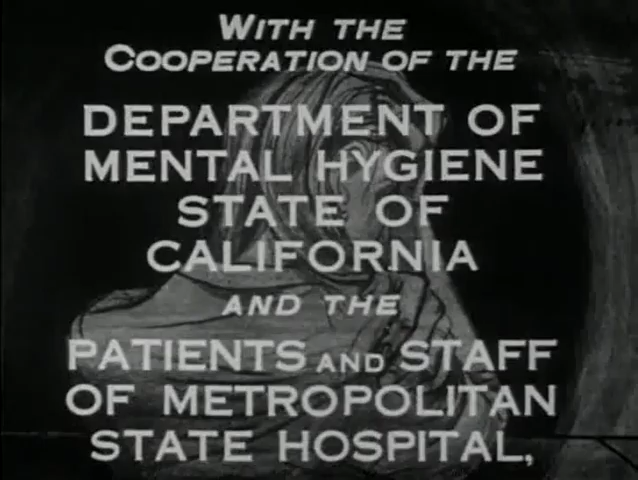 WITH THE
COOPERATION OF THE
DEPARTMENT OF
MENTAL HYGIENE
STATE OF
CALIFORNIA
AND THE
PATIENTS AND STAFF
OF METROPOLITAN
STATE HOSPITAL,